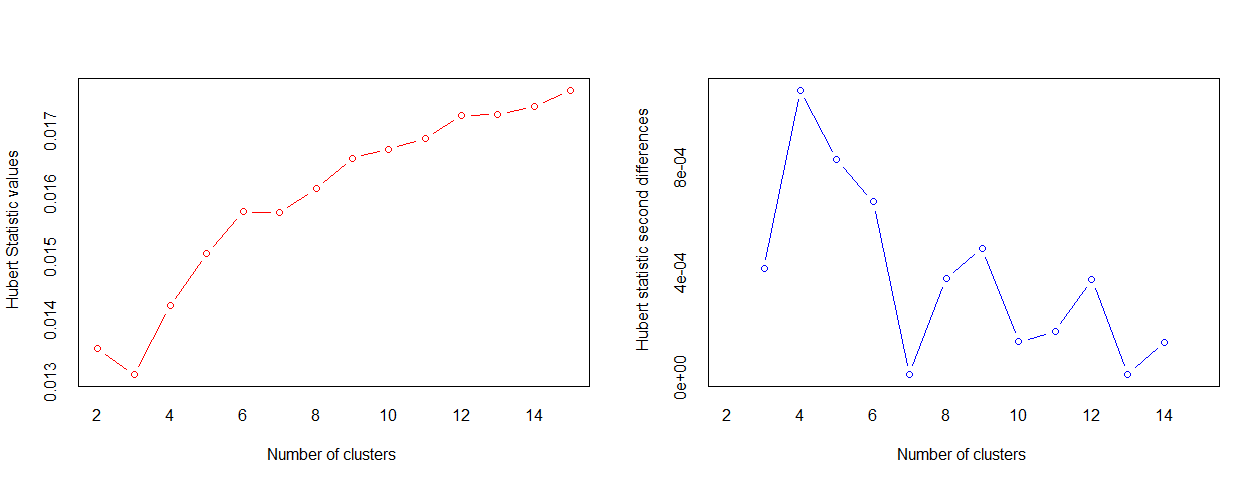 Hubert Statistic values
0.017
0.016
0.015
0.014
0.013
2 4 6 8 10 12 14
Number of clusters
Hubert statistic second differences
8e-04
4e-04
0e+00
2 4 6 8 10 12 14
Number of clusters